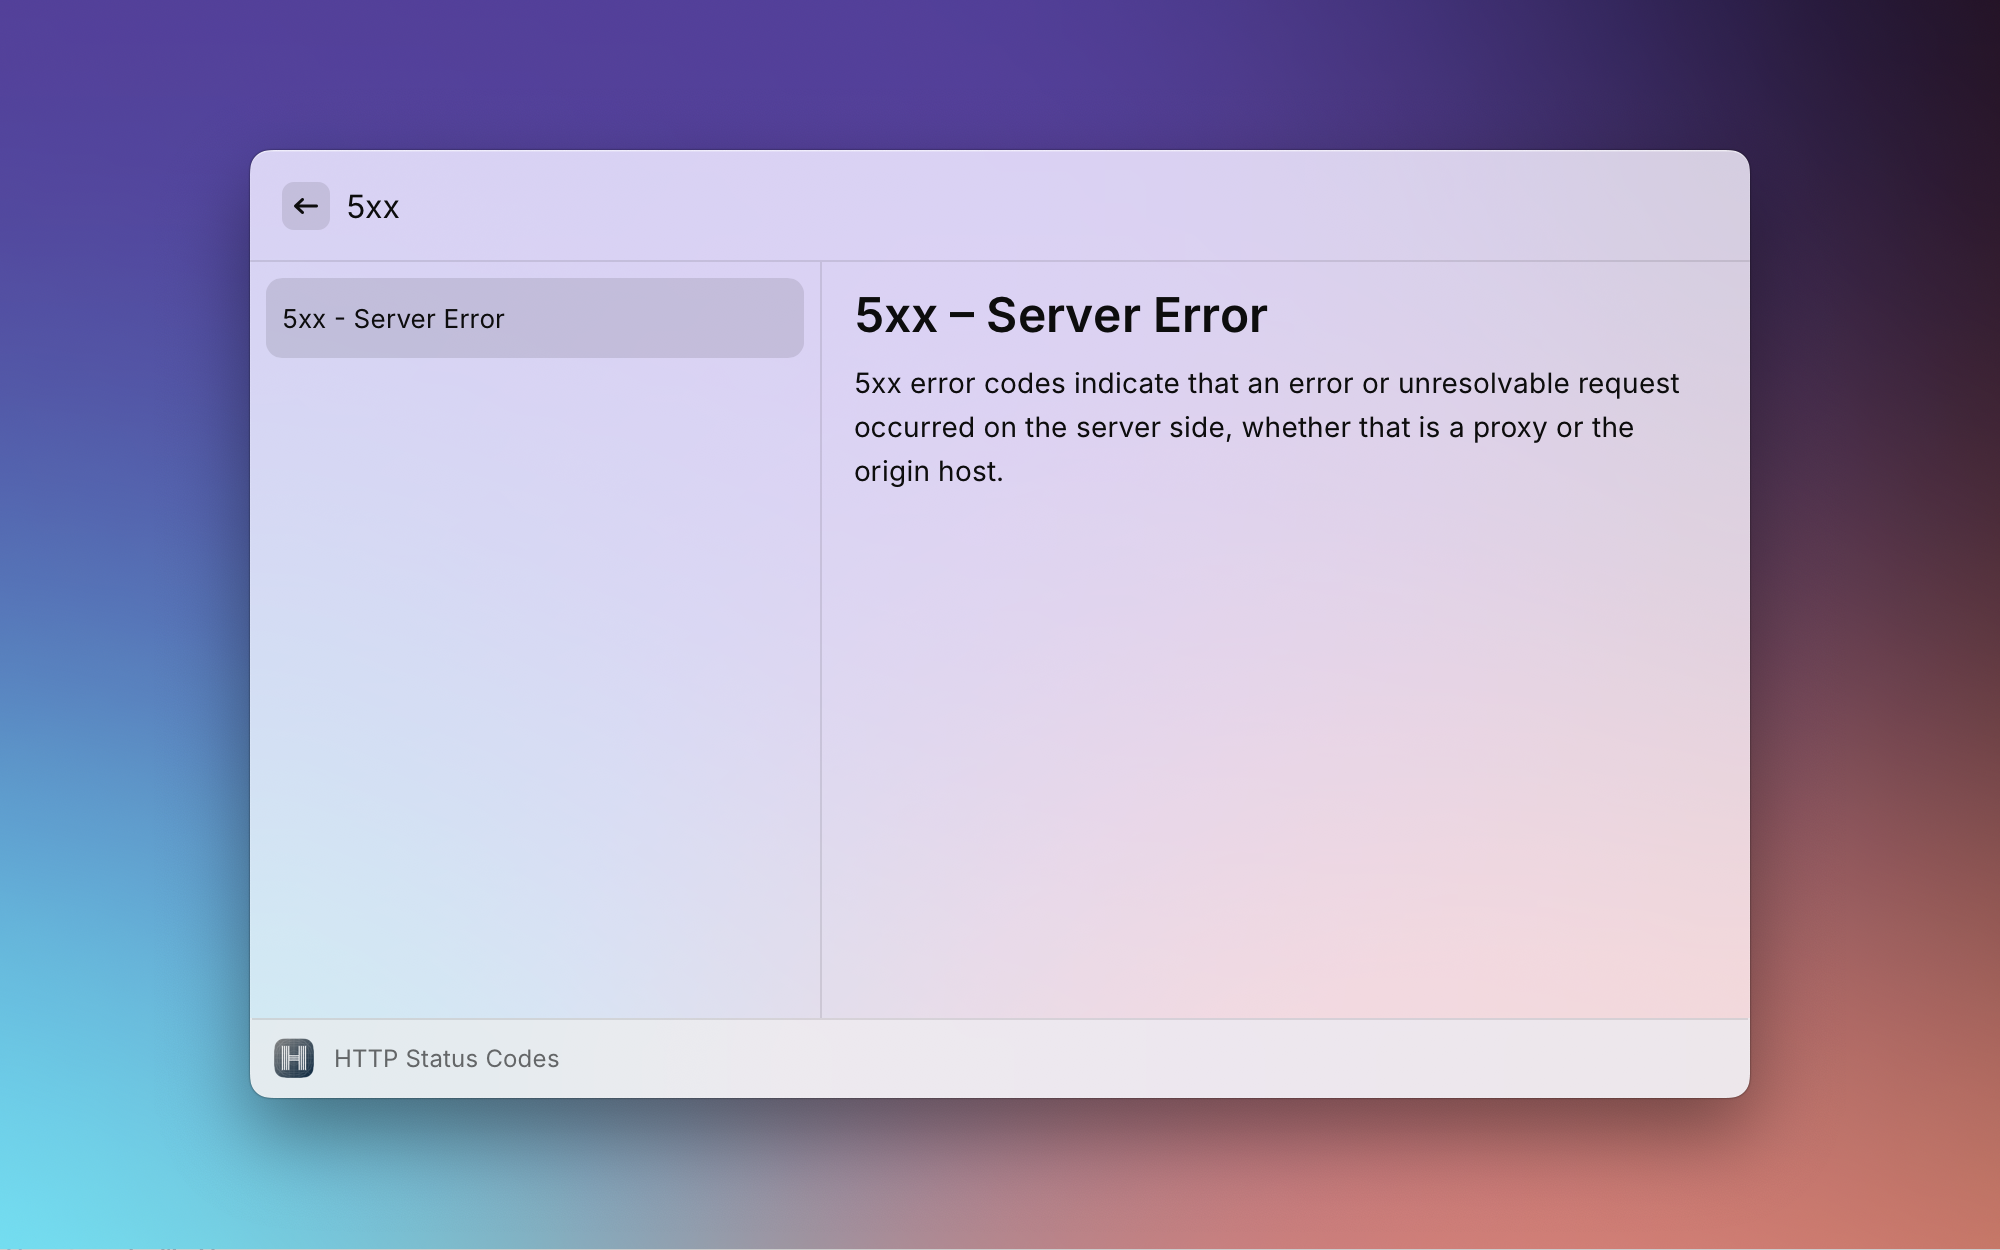 5xx
5xx - Server Error
5xx – Server Error
5xx error codes indicate that an error or unresolvable request
occurred on the server side, whether that is a proxy or the
origin host.
H
HTTP Status Codes